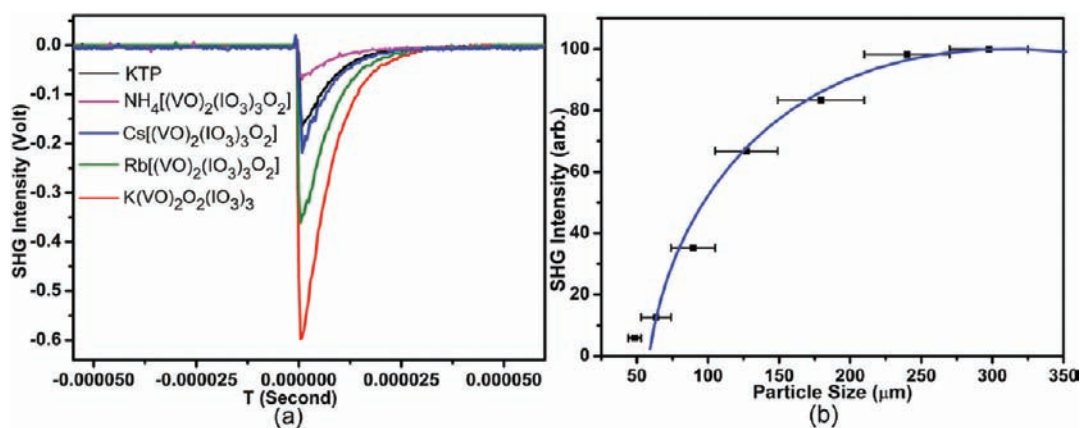 0.0
-0.1
-0.2
-0.3
-0.4
-0.5
-0.6
SHG Intensity (Volt)
KTP
NH4[(VO)2(IO3)3O2]
Cs[(VO)2(IO3)3O2]
Rb[(VO)2(IO3)3O2]
K(VO)2O2(IO3)3
-0.000050 -0.000025 0.000000 0.000025 0.000050
T (Second)
(a)
100
80
60
40
20
0
SHG Intensity (arb.)
50 100 150 200 250 300 350
Particle Size (μm)
(b)